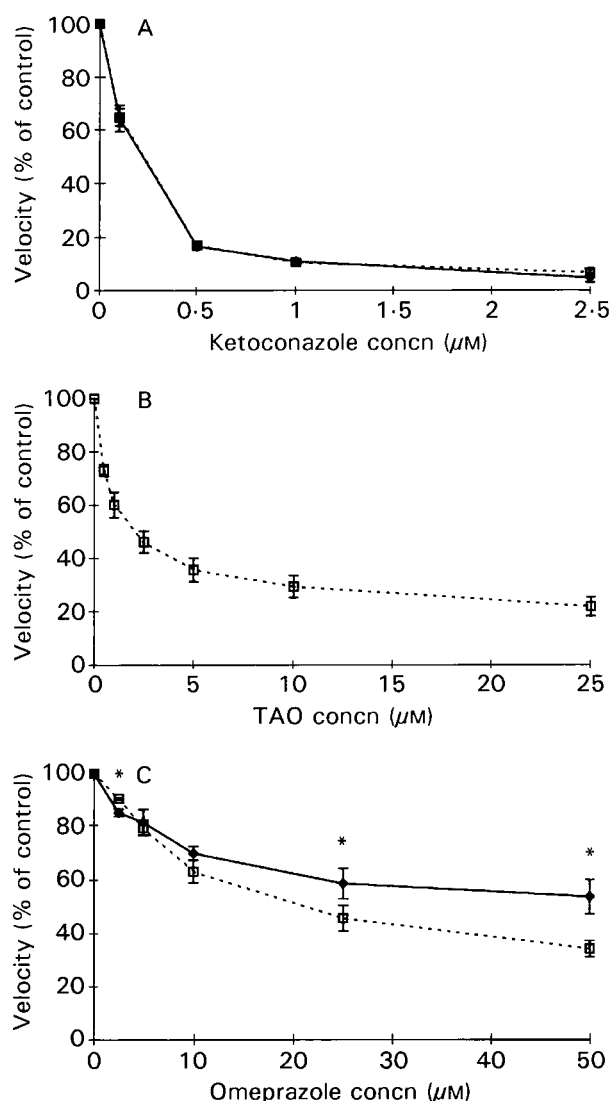 A
Velocity (% of control)
100
80
60
40
20
0
0 0·5 1 1·5 2 2·5
Ketoconazole concn (µM)
B
Velocity (% of control)
100
80
60
40
20
0
0 5 10 15 20 25
TAO concn (µM)
* C
Velocity (% of control)
100
80
60
40
20
0
*
*
0 10 20 30 40 50
Omeprazole concn (µM)